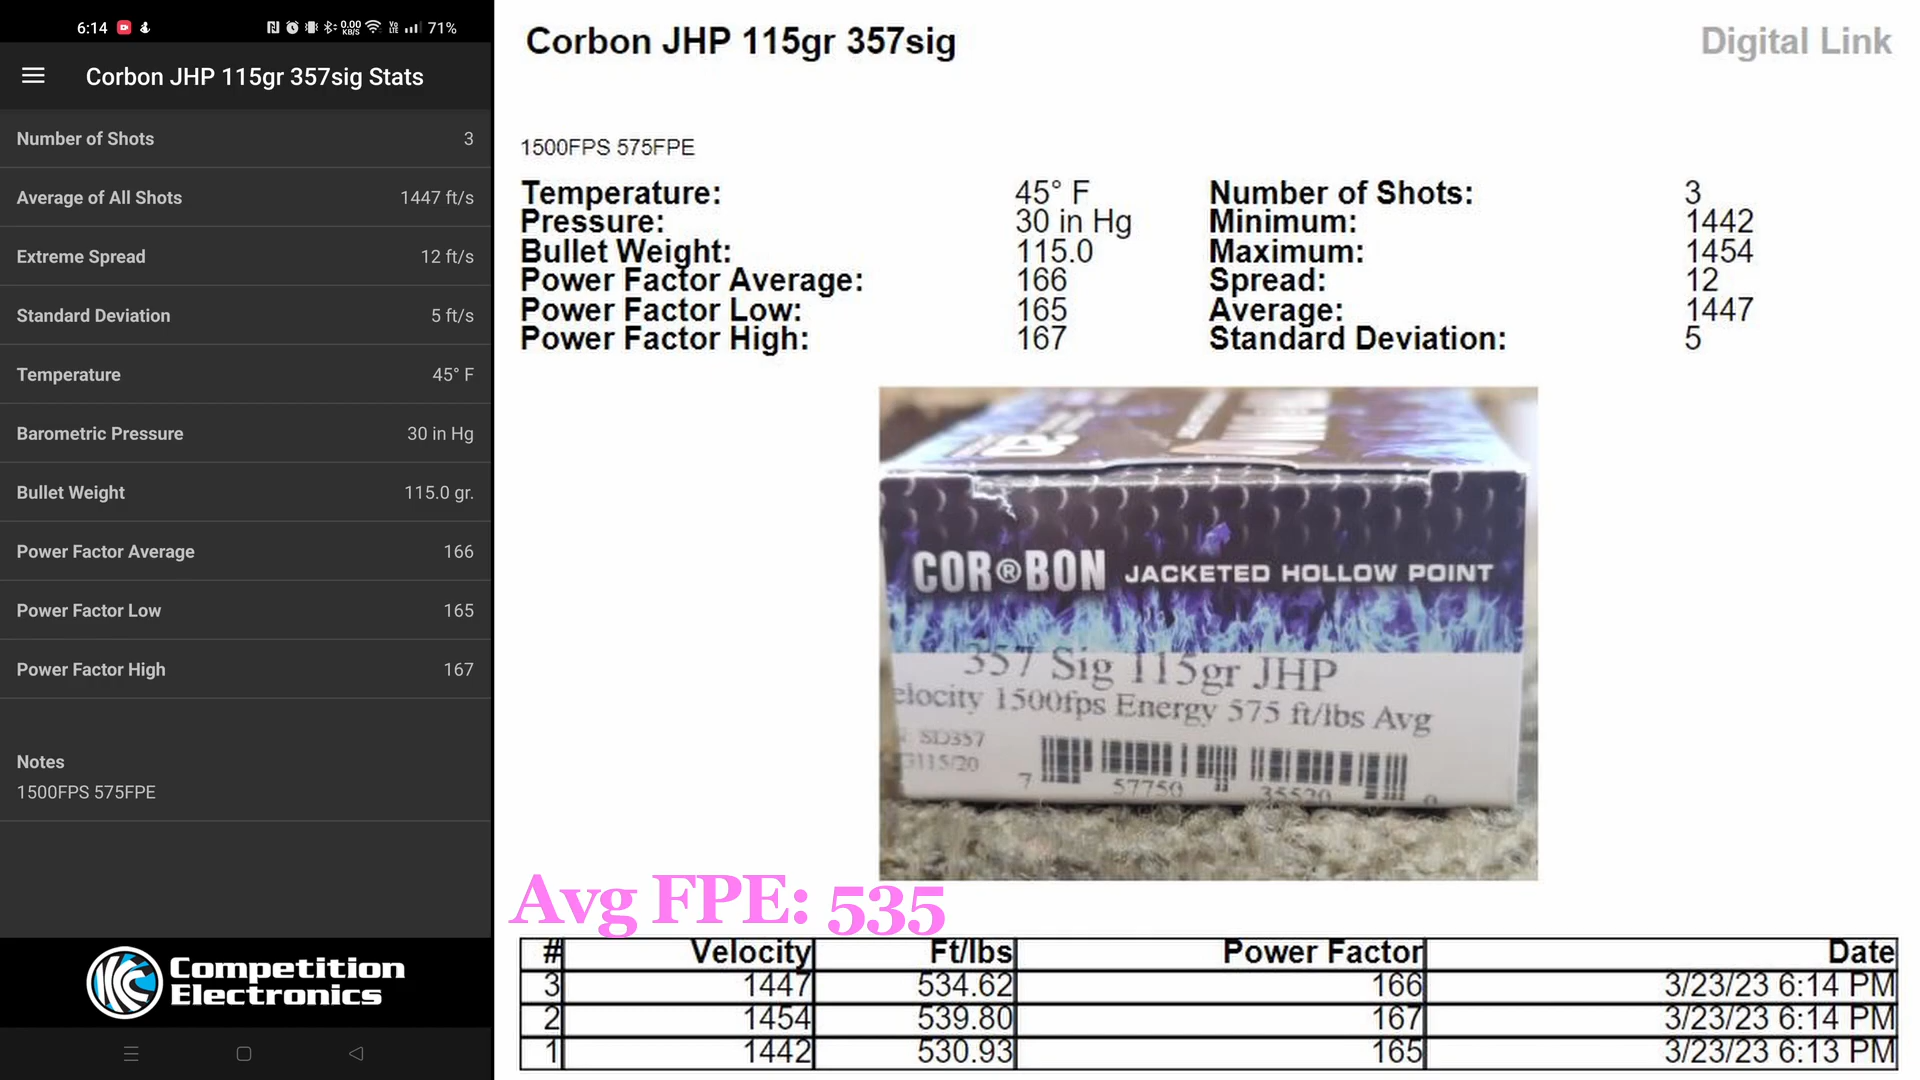 6:14
0.00 KB/S
Vo LTE
71%
Corbon JHP 115gr 357sig Stats
Number of Shots 3
Average of All Shots 1447 ft/s
Extreme Spread 12 ft/s
Standard Deviation 5 ft/s
Temperature 45° F
Barometric Pressure 30 in Hg
Bullet Weight 115.0 gr.
Power Factor Average 166
Power Factor Low 165
Power Factor High 167
Notes
1500FPS 575FPE
Competition
Electronics
Corbon JHP 115gr 357sig
Digital Link
1500FPS 575FPE
Temperature: 45° F Number of Shots: 3
Pressure: 30 in Hg Minimum: 1442
Bullet Weight: 115.0 Maximum: 1454
Power Factor Average: 166 Spread: 12
Power Factor Low: 165 Average: 1447
Power Factor High: 167 Standard Deviation: 5
COR®BON JACKETED HOLLOW POINT
357 Sig 115gr JHP
elocity 1500fps Energy 575 ft/lbs Avg
SD357
115/20
7 57750 35520 0
Avg FPE: 535
# Velocity Ft/lbs Power Factor Date
3 1447 534.62 166 3/23/23 6:14 PM
2 1454 539.80 167 3/23/23 6:14 PM
1 1442 530.93 165 3/23/23 6:13 PM